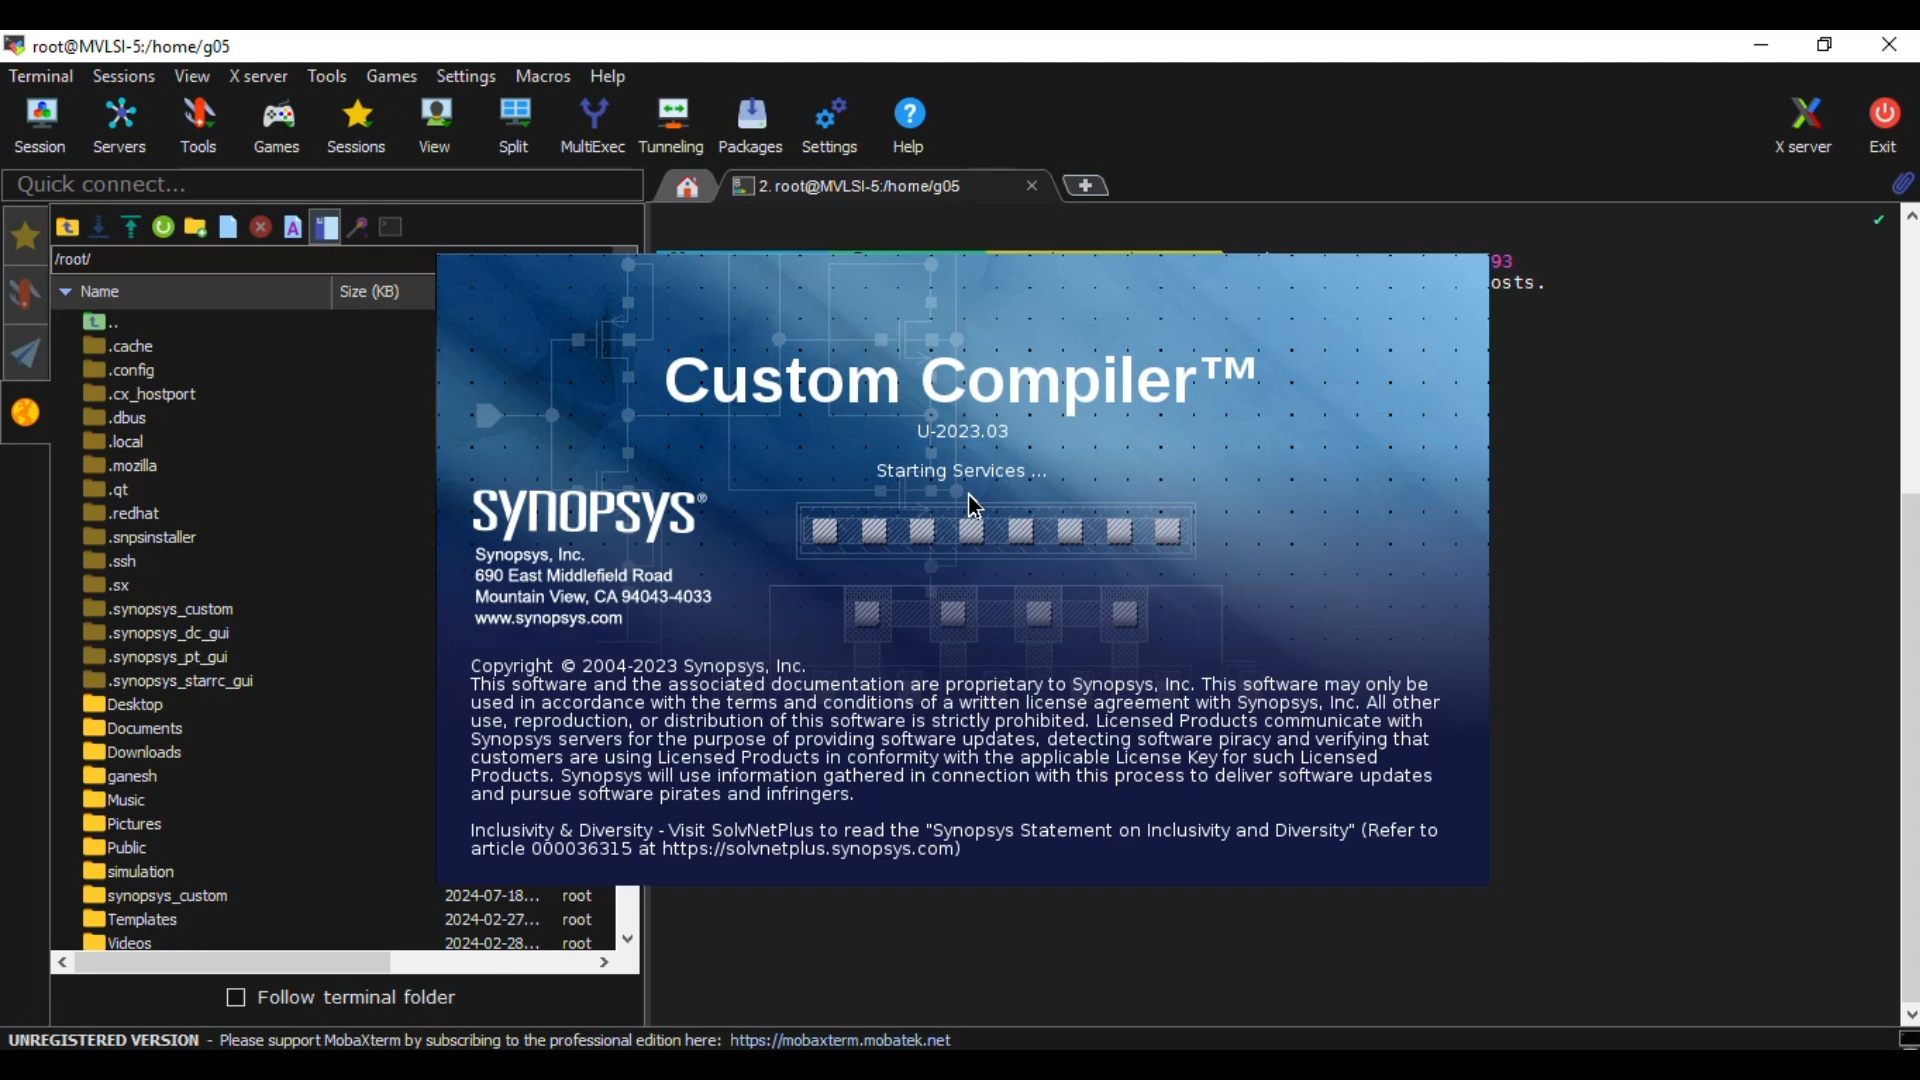 root@MVLSI-5:/home/g05
Terminal Sessions View X server Tools Games Settings Macros Help
Session Servers Tools Games Sessions View Split MultiExec Tunneling Packages Settings Help X server Exit
Quick connect...
2. root@MVLSI-5:/home/g05
/root/
Name Size (KB)
93
osts.
..
.cache
.config
.cx_hostport
.dbus
.local
.mozilla
.qt
.redhat
.snpsinstaller
.ssh
.sx
.synopsys_custom
.synopsys_dc_gui
.synopsys_pt_gui
.synopsys_starrc_gui
Desktop
Documents
Downloads
ganesh
Music
Pictures
Public
simulation
synopsys_custom 2024-07-18... root
Templates 2024-02-27... root
Videos 2024-02-28... root
Follow terminal folder
Custom Compiler™
U-2023.03
Starting Services ...
SYNOPSYS®
Synopsys, Inc.
690 East Middlefield Road
Mountain View, CA 94043-4033
www.synopsys.com
Copyright © 2004-2023 Synopsys, Inc.
This software and the associated documentation are proprietary to Synopsys, Inc. This software may only be
used in accordance with the terms and conditions of a written license agreement with Synopsys, Inc. All other
use, reproduction, or distribution of this software is strictly prohibited. Licensed Products communicate with
Synopsys servers for the purpose of providing software updates, detecting software piracy and verifying that
customers are using Licensed Products in conformity with the applicable License Key for such Licensed
Products. Synopsys will use information gathered in connection with this process to deliver software updates
and pursue software pirates and infringers.
Inclusivity & Diversity - Visit SolvNetPlus to read the "Synopsys Statement on Inclusivity and Diversity" (Refer to
article 000036315 at https://solvnetplus.synopsys.com)
UNREGISTERED VERSION - Please support MobaXterm by subscribing to the professional edition here: https://mobaxterm.mobatek.net